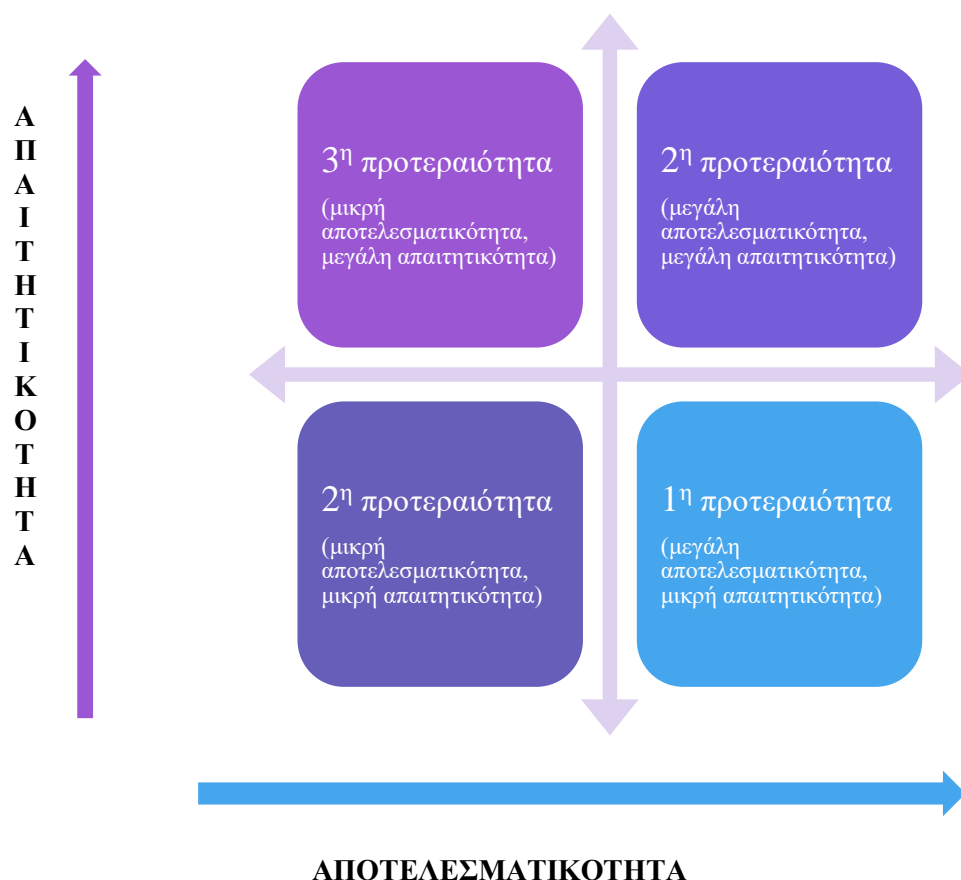 ΑΠΑΙΤΗΤΙΚΟΤΗΤΑ
3η προτεραιότητα
(μικρή
αποτελεσματικότητα,
μεγάλη απαιτητικότητα)
2η προτεραιότητα
(μεγάλη
αποτελεσματικότητα,
μεγάλη απαιτητικότητα)
2η προτεραιότητα
(μικρή
αποτελεσματικότητα,
μικρή απαιτητικότητα)
1η προτεραιότητα
(μεγάλη
αποτελεσματικότητα,
μικρή απαιτητικότητα)
ΑΠΟΤΕΛΕΣΜΑΤΙΚΟΤΗΤΑ